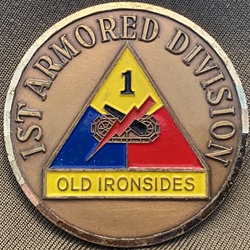 1ST ARMORED DIVISION
1
OLD IRONSIDES